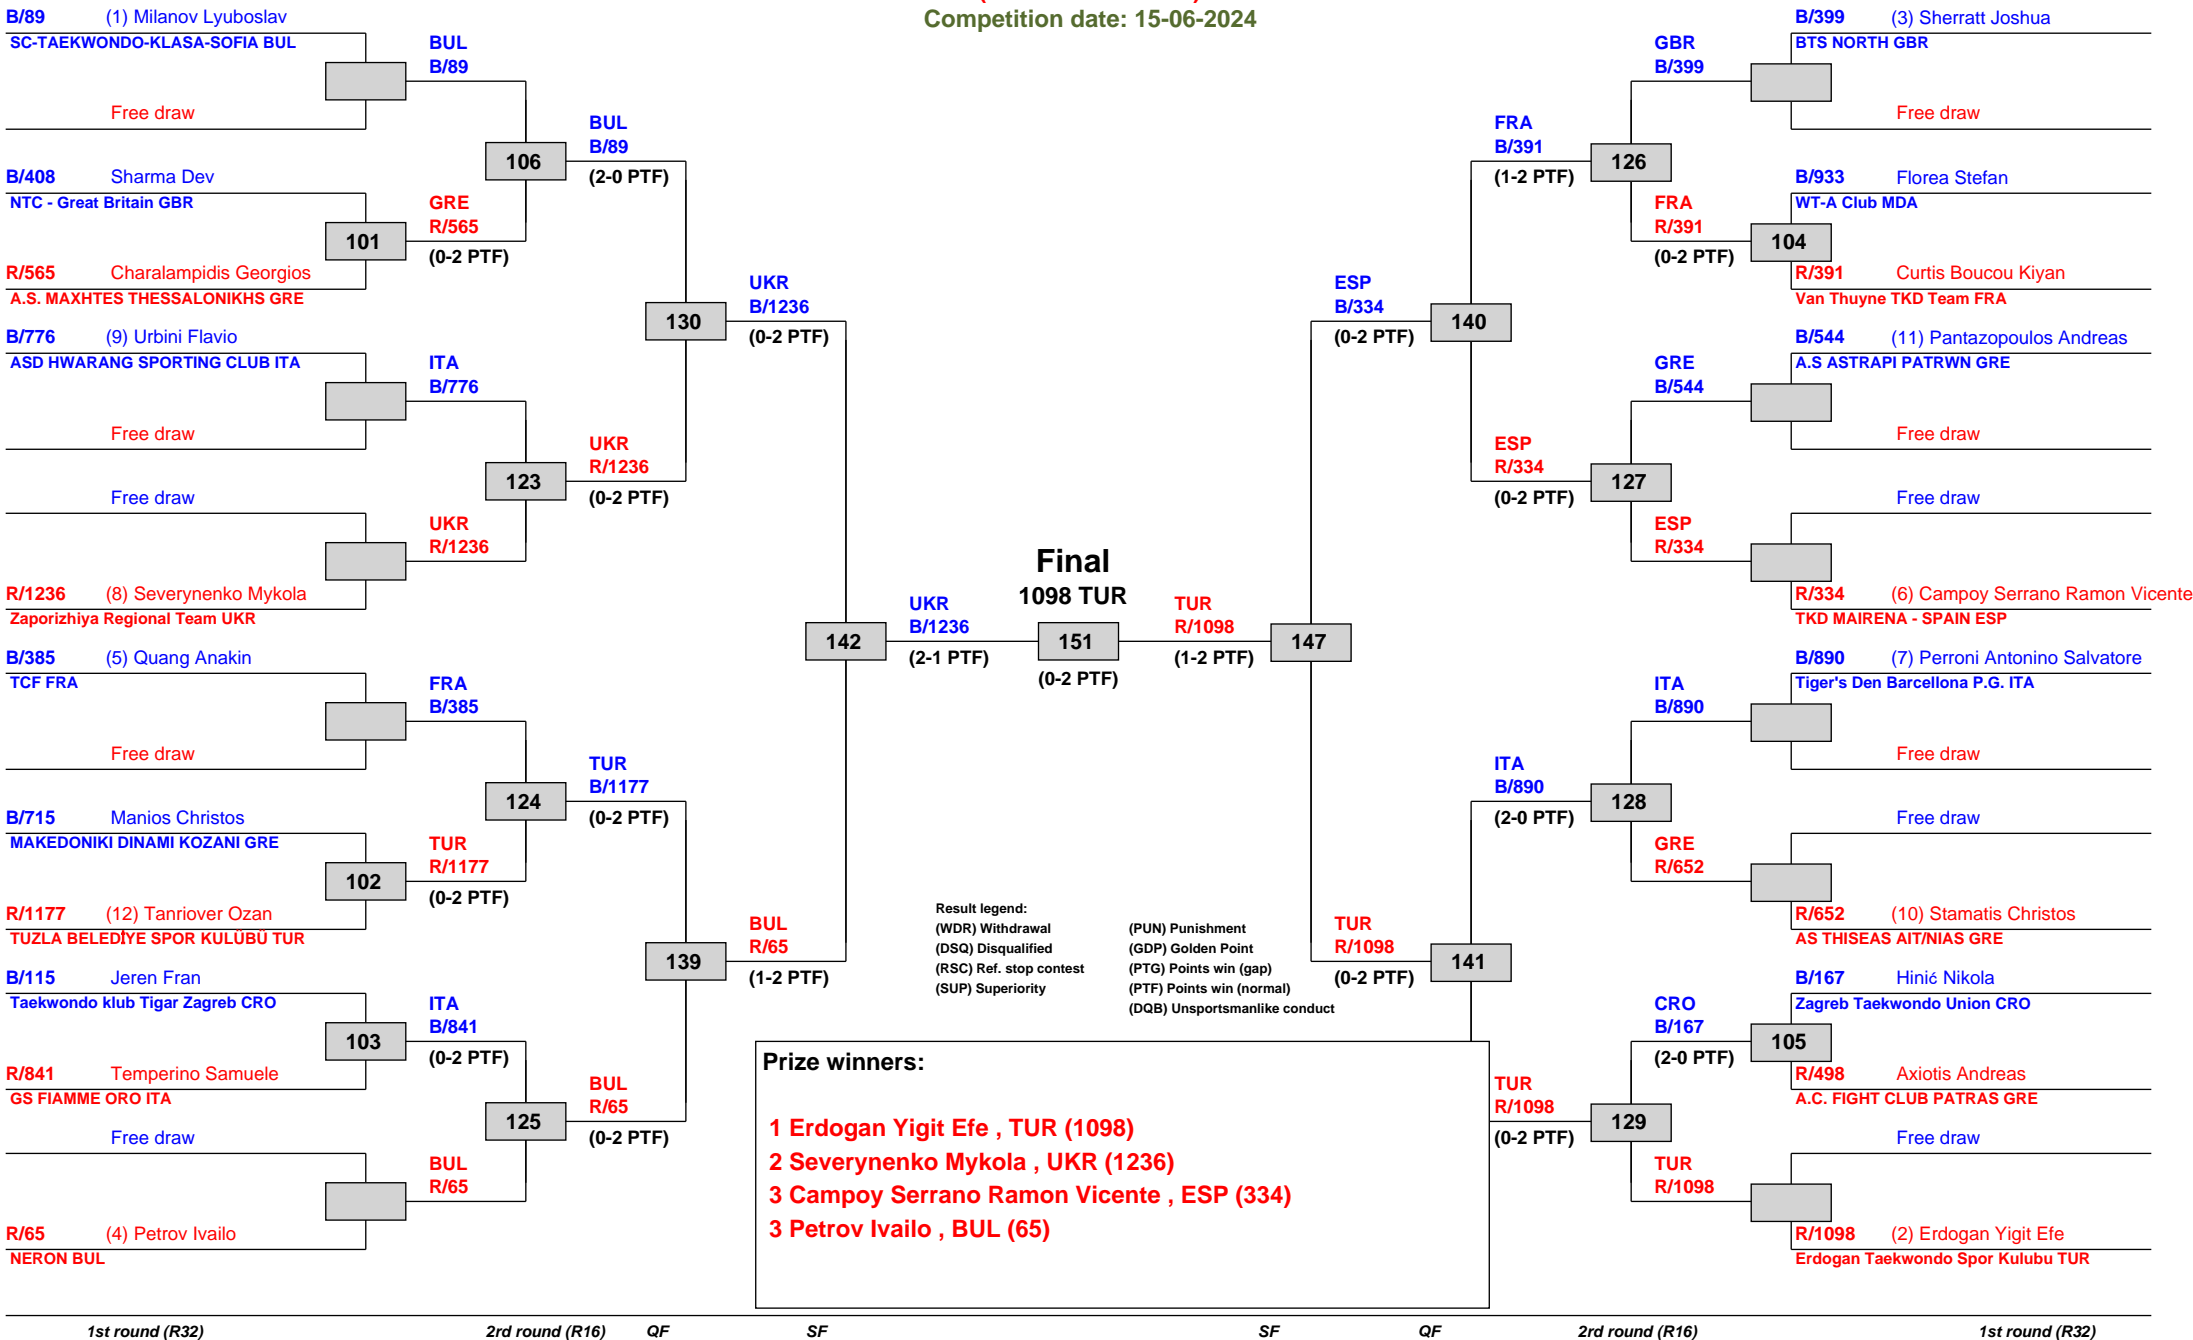 Competition date: 15-06-2024
B/89 (1) Milanov Lyuboslav
SC-TAEKWONDO-KLASA-SOFIA BUL
Free draw
B/408 Sharma Dev
NTC - Great Britain GBR
101
R/565 Charalampidis Georgios
A.S. MAXHTES THESSALONIKHS GRE
B/776 (9) Urbini Flavio
ASD HWARANG SPORTING CLUB ITA
Free draw
Free draw
R/1236 (8) Severynenko Mykola
Zaporizhiya Regional Team UKR
B/385 (5) Quang Anakin
TCF FRA
Free draw
B/715 Manios Christos
MAKEDONIKI DINAMI KOZANI GRE
102
R/1177 (12) Tanriover Ozan
TUZLA BELEDİYE SPOR KULÜBÜ TUR
B/115 Jeren Fran
Taekwondo klub Tigar Zagreb CRO
103
R/841 Temperino Samuele
GS FIAMME ORO ITA
Free draw
R/65 (4) Petrov Ivailo
NERON BUL
BUL
B/89
106
GRE
R/565
(0-2 PTF)
ITA
B/776
123
UKR
R/1236
FRA
B/385
124
TUR
R/1177
(0-2 PTF)
ITA
B/841
(0-2 PTF)
125
BUL
R/65
BUL
B/89
(2-0 PTF)
130
UKR
R/1236
(0-2 PTF)
TUR
B/1177
(0-2 PTF)
139
BUL
R/65
(0-2 PTF)
UKR
B/1236
(0-2 PTF)
142
BUL
R/65
(1-2 PTF)
UKR
B/1236
(2-1 PTF)
Final
1098 TUR
151
(0-2 PTF)
TUR
R/1098
(1-2 PTF)
ESP
B/334
(0-2 PTF)
147
TUR
R/1098
(0-2 PTF)
FRA
B/391
(1-2 PTF)
140
ESP
R/334
(0-2 PTF)
ITA
B/890
(2-0 PTF)
141
TUR
R/1098
(0-2 PTF)
GBR
B/399
126
FRA
R/391
(0-2 PTF)
GRE
B/544
127
ESP
R/334
ITA
B/890
128
GRE
R/652
CRO
B/167
(2-0 PTF)
129
TUR
R/1098
B/399 (3) Sherratt Joshua
BTS NORTH GBR
Free draw
B/933 Florea Stefan
WT-A Club MDA
104
R/391 Curtis Boucou Kiyan
Van Thuyne TKD Team FRA
B/544 (11) Pantazopoulos Andreas
A.S ASTRAPI PATRWN GRE
Free draw
Free draw
R/334 (6) Campoy Serrano Ramon Vicente
TKD MAIRENA - SPAIN ESP
B/890 (7) Perroni Antonino Salvatore
Tiger's Den Barcellona P.G. ITA
Free draw
Free draw
R/652 (10) Stamatis Christos
AS THISEAS AIT/NIAS GRE
B/167 Hinić Nikola
Zagreb Taekwondo Union CRO
105
R/498 Axiotis Andreas
A.C. FIGHT CLUB PATRAS GRE
Free draw
R/1098 (2) Erdogan Yigit Efe
Erdogan Taekwondo Spor Kulubu TUR
Result legend:
(WDR) Withdrawal (PUN) Punishment
(DSQ) Disqualified (GDP) Golden Point
(RSC) Ref. stop contest (PTG) Points win (gap)
(SUP) Superiority (PTF) Points win (normal)
(DQB) Unsportsmanlike conduct
Prize winners:
1 Erdogan Yigit Efe , TUR (1098)
2 Severynenko Mykola , UKR (1236)
3 Campoy Serrano Ramon Vicente , ESP (334)
3 Petrov Ivailo , BUL (65)
1st round (R32) 2rd round (R16) QF SF SF QF 2rd round (R16) 1st round (R32)